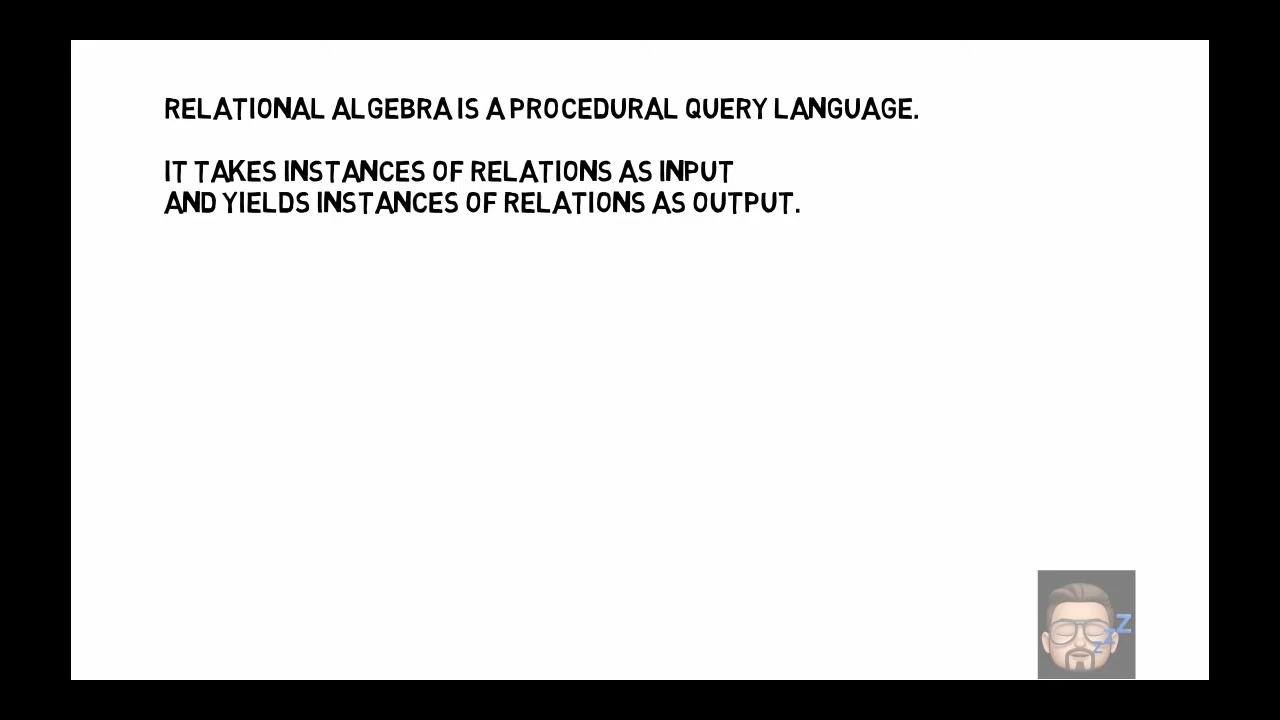 RELATIONAL ALGEBRA IS A PROCEDURAL QUERY LANGUAGE.
IT TAKES INSTANCES OF RELATIONS AS INPUT
AND YIELDS INSTANCES OF RELATIONS AS OUTPUT.
z z Z